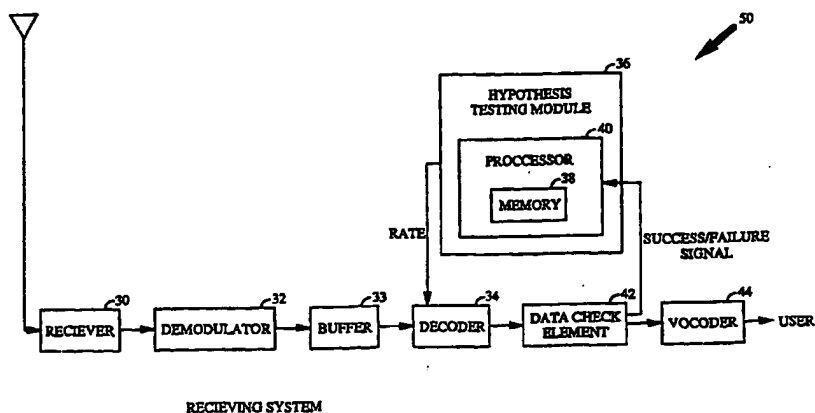 50
36
HYPOTHESIS
TESTING MODULE
40
PROCCESSOR
38
MEMORY
RATE
SUCCESS/FAILURE
SIGNAL
30
RECIEVER
32
DEMODULATOR
33
BUFFER
34
DECODER
42
DATA CHECK
ELEMENT
44
VOCODER
USER
RECIEVING SYSTEM